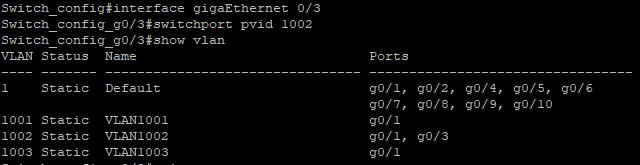 Switch_config#interface gigaEthernet 0/3
Switch_config_g0/3#switchport pvid 1002
Switch_config_g0/3#show vlan
VLAN Status  Name                             Ports
---- ------- -------------------------------- ---------------------------------
1    Static  Default                          g0/1, g0/2, g0/4, g0/5, g0/6
                                              g0/7, g0/8, g0/9, g0/10
1001 Static  VLAN1001                         g0/1
1002 Static  VLAN1002                         g0/1, g0/3
1003 Static  VLAN1003                         g0/1